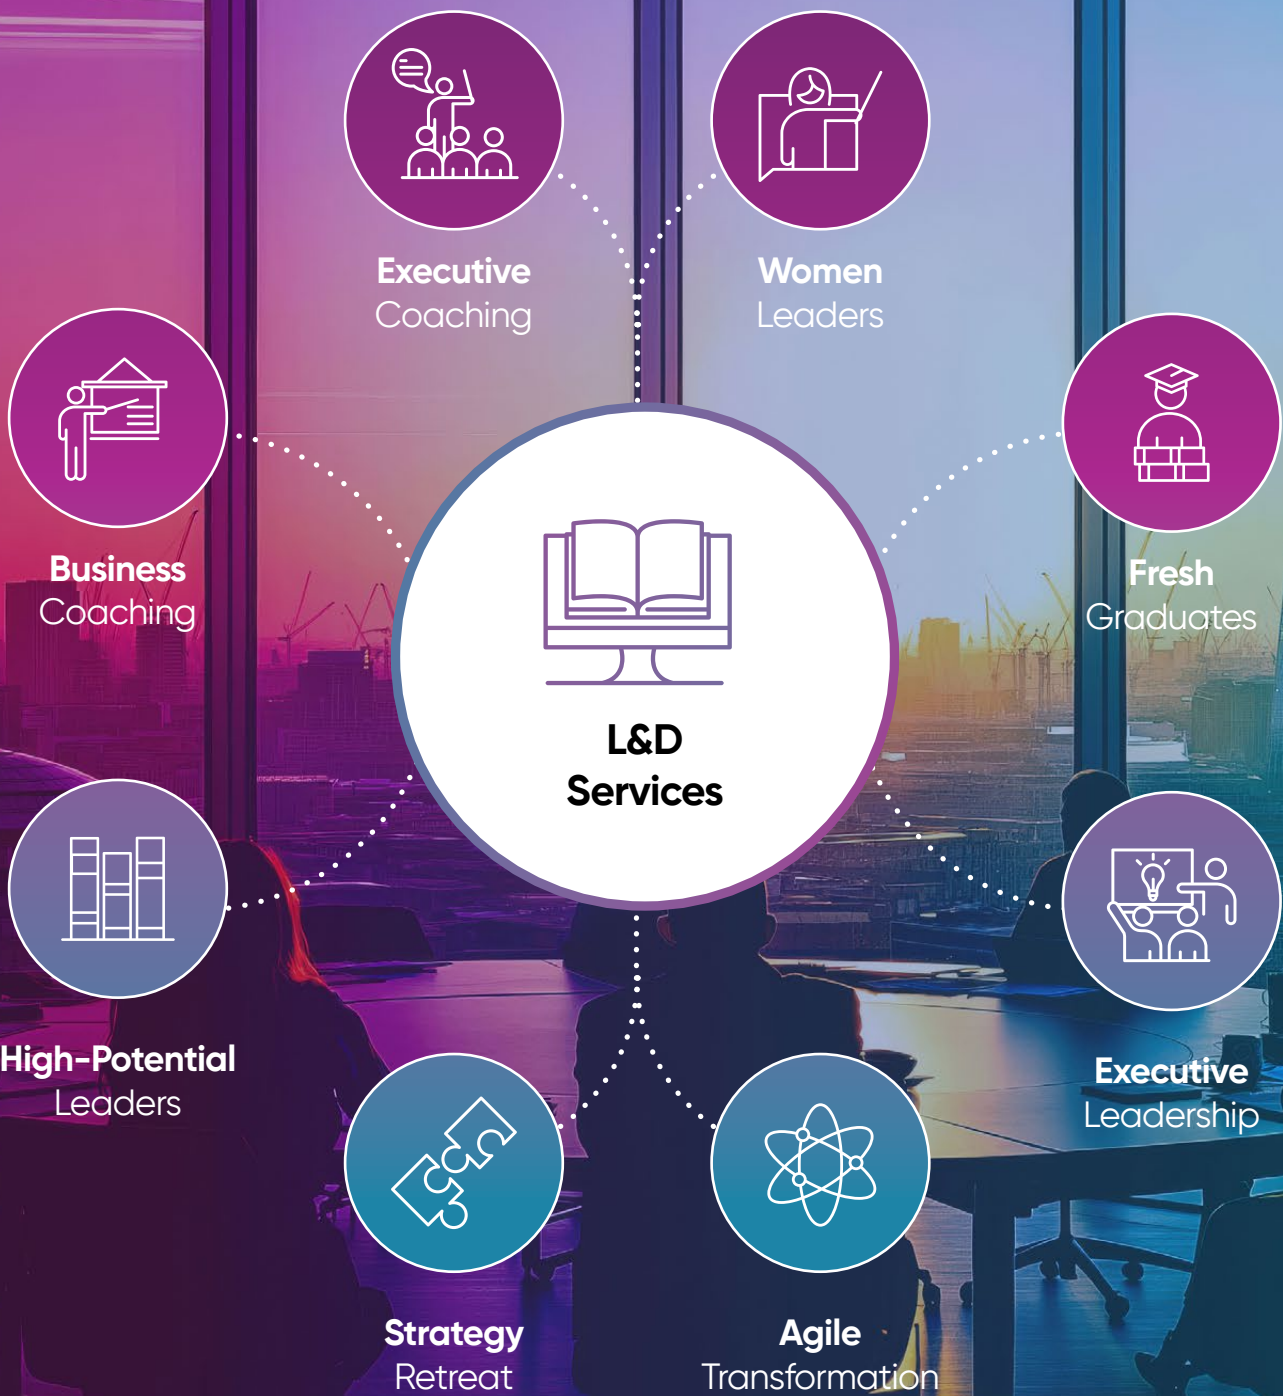 Executive
Coaching
Women
Leaders
Business
Coaching
Fresh
Graduates
L&D
Services
High-Potential
Leaders
Executive
Leadership
Strategy
Retreat
Agile
Transformation